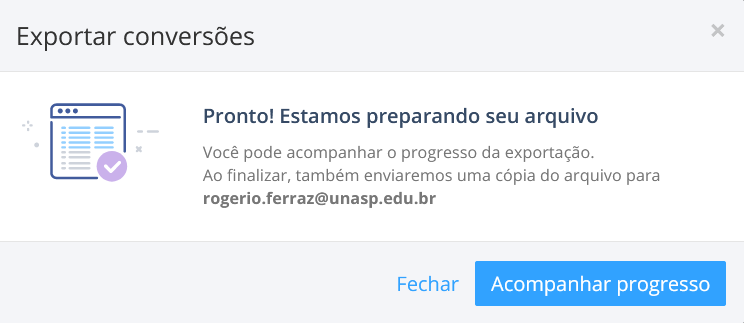 Exportar conversões
Pronto! Estamos preparando seu arquivo
Você pode acompanhar o progresso da exportação.
Ao finalizar, também enviaremos uma cópia do arquivo para
rogerio.ferraz@unasp.edu.br
Fechar
Acompanhar progresso